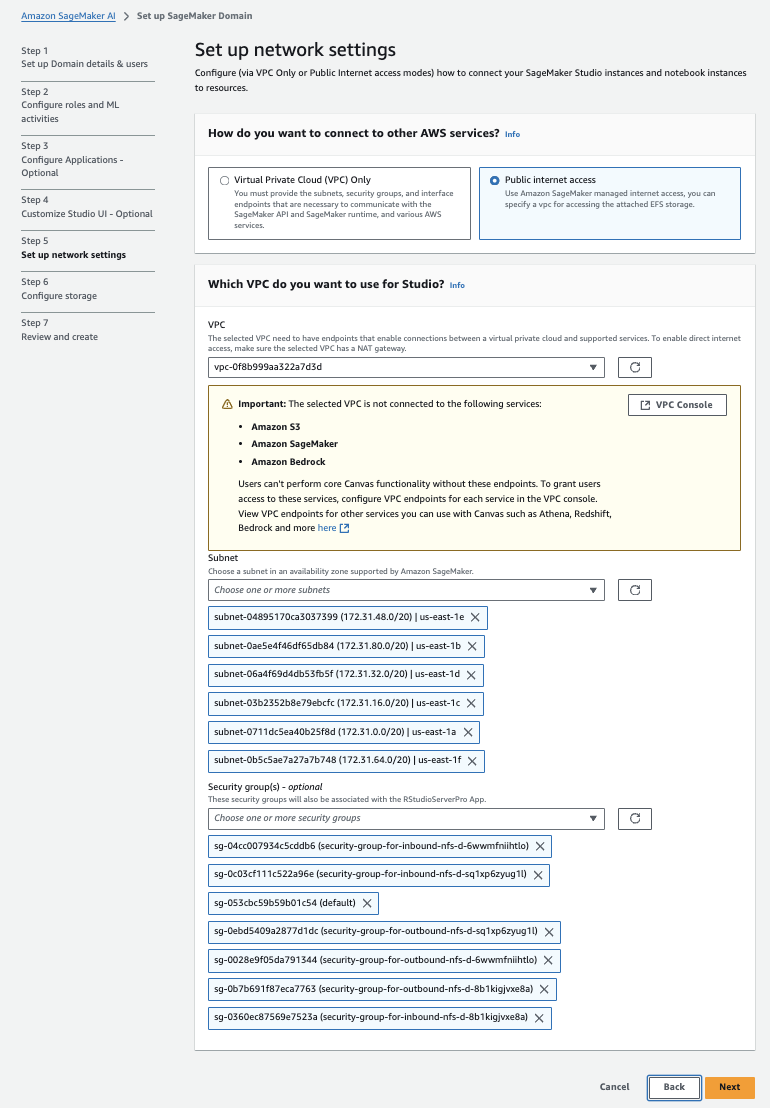 Amazon SageMaker AI > Set up SageMaker Domain
Step 1
Set up Domain details & users
Step 2
Configure roles and ML
activities
Step 3
Configure Applications -
Optional
Step 4
Customize Studio UI - Optional
Step 5
Set up network settings
Step 6
Configure storage
Step 7
Review and create
Set up network settings
Configure (via VPC Only or Public Internet access modes) how to connect your SageMaker Studio instances and notebook instances
to resources.
How do you want to connect to other AWS services? Info
Virtual Private Cloud (VPC) Only
You must provide the subnets, security groups, and interface
endpoints that are necessary to communicate with the
SageMaker API and SageMaker runtime, and various AWS
services.
Public internet access
Use Amazon SageMaker managed internet access, you can
specify a vpc for accessing the attached EFS storage.
Which VPC do you want to use for Studio? Info
VPC
The selected VPC need to have endpoints that enable connections between a virtual private cloud and supported services. To enable direct internet
access, make sure the selected VPC has a NAT gateway.
vpc-0f8b999aa322a7d3d
Important: The selected VPC is not connected to the following services:
VPC Console
• Amazon S3
• Amazon SageMaker
• Amazon Bedrock
Users can't perform core Canvas functionality without these endpoints. To grant users
access to these services, configure VPC endpoints for each service in the VPC console.
View VPC endpoints for other services you can use with Canvas such as Athena, Redshift,
Bedrock and more here
Subnet
Choose a subnet in an availability zone supported by Amazon SageMaker.
Choose one or more subnets
subnet-04895170ca3037399 (172.31.48.0/20) | us-east-1e
subnet-0ae5e4f46df65db84 (172.31.80.0/20) | us-east-1b
subnet-06a4f69d4db53fb5f (172.31.32.0/20) | us-east-1d
subnet-03b2352b8e79ebcfc (172.31.16.0/20) | us-east-1c
subnet-0711dc5ea40b25f8d (172.31.0.0/20) | us-east-1a
subnet-0b5c5ae7a27a7b748 (172.31.64.0/20) | us-east-1f
Security group(s) - optional
These security groups will also be associated with the RStudioServerPro App.
Choose one or more security groups
sg-04cc007934c5cddb6 (security-group-for-inbound-nfs-d-6wwmfniihtlo)
sg-0c03cf111c522a96e (security-group-for-inbound-nfs-d-sq1xp6zyug1l)
sg-053cbc59b59b01c54 (default)
sg-0ebd5409a2877d1dc (security-group-for-outbound-nfs-d-sq1xp6zyug1l)
sg-0028e9f05da791344 (security-group-for-outbound-nfs-d-6wwmfniihtlo)
sg-0b7b691f87eca7763 (security-group-for-outbound-nfs-d-8b1kigjvxe8a)
sg-0360ec87569e7523a (security-group-for-inbound-nfs-d-8b1kigjvxe8a)
Cancel
Back
Next